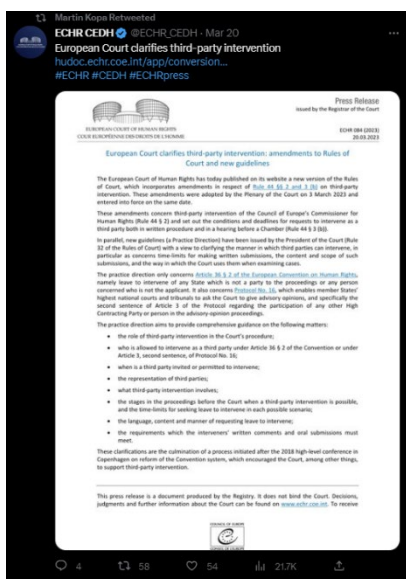 Martin Kopa Retweeted
ECHR CEDH @ECHR_CEDH · Mar 20
European Court clarifies third-party intervention
hudoc.echr.coe.int/app/conversion...
#ECHR #CEDH #ECHRpress
Press Release
issued by the Registrar of the Court
EUROPEAN COURT OF HUMAN RIGHTS
COUR EUROPÉENNE DES DROITS DE L'HOMME
ECHR 084 (2023)
20.03.2023
European Court clarifies third-party intervention: amendments to Rules of
Court and new guidelines
The European Court of Human Rights has today published on its website a new version of the Rules
of Court, which incorporates amendments in respect of Rule 44 §§ 2 and 3 (b) on third-party
intervention. These amendments were adopted by the Plenary of the Court on 3 March 2023 and
entered into force on the same date.
These amendments concern third-party intervention of the Council of Europe's Commissioner for
Human Rights (Rule 44 § 2) and set out the conditions and deadlines for requests to intervene as a
third party both in written procedure and in a hearing before a Chamber (Rule 44 § 3 (b)).
In parallel, new guidelines (a Practice Direction) have been issued by the President of the Court (Rule
32 of the Rules of Court) with a view to clarifying the manner in which third parties can intervene, in
particular as concerns time-limits for making written submissions, the content and scope of such
submissions, and the way in which the Court uses them when examining cases.
The practice direction only concerns Article 36 § 2 of the European Convention on Human Rights,
namely leave to intervene of any State which is not a party to the proceedings or any person
concerned who is not the applicant. It also concerns Protocol No. 16, which enables member States'
highest national courts and tribunals to ask the Court to give advisory opinions, and specifically the
second sentence of Article 3 of the Protocol regarding the participation of any other High
Contracting Party or person in the advisory opinion proceedings.
The practice direction aims to provide comprehensive guidance on the following matters:
• the role of third-party intervention in the Court's procedure;
• who is allowed to intervene as a third party under Article 36 § 2 of the Convention or under
Article 3, second sentence, of Protocol No. 16;
• when is a third party invited or permitted to intervene;
• the representation of third parties;
• what third-party intervention involves;
• the stages in the proceedings before the Court when a third-party intervention is possible,
and the time-limits for seeking leave to intervene in each possible scenario;
• the language, content and manner of requesting leave to intervene;
• the requirements which the interveners' written comments and oral submissions must
meet.
These clarifications are the culmination of a process initiated after the 2018 high-level conference in
Copenhagen on reform of the Convention system, which encouraged the Court, among other things,
to support third-party intervention.
This press release is a document produced by the Registry. It does not bind the Court. Decisions,
judgments and further information about the Court can be found on www.echr.coe.int. To receive
COUNCIL OF EUROPE
CONSEIL DE L'EUROPE
4 58 54 21.7K